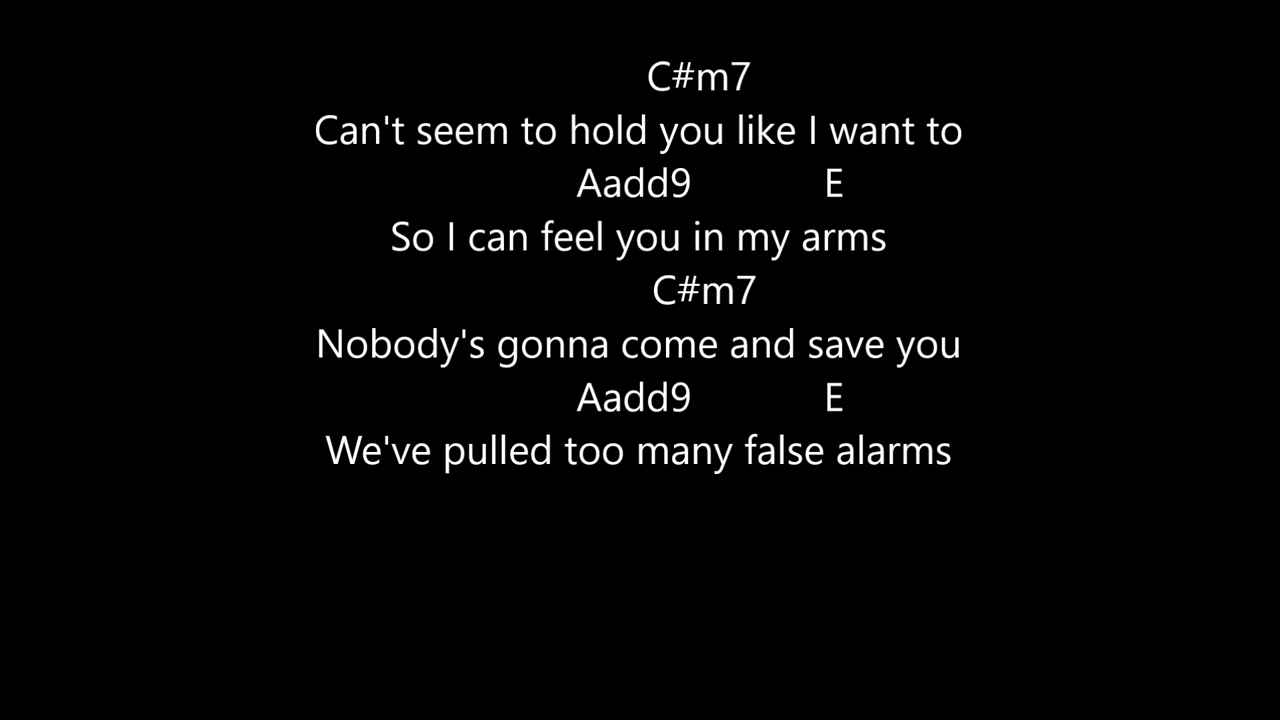 C#m7
Can't seem to hold you like I want to
Aadd9 E
So I can feel you in my arms
C#m7
Nobody's gonna come and save you
Aadd9 E
We've pulled too many false alarms